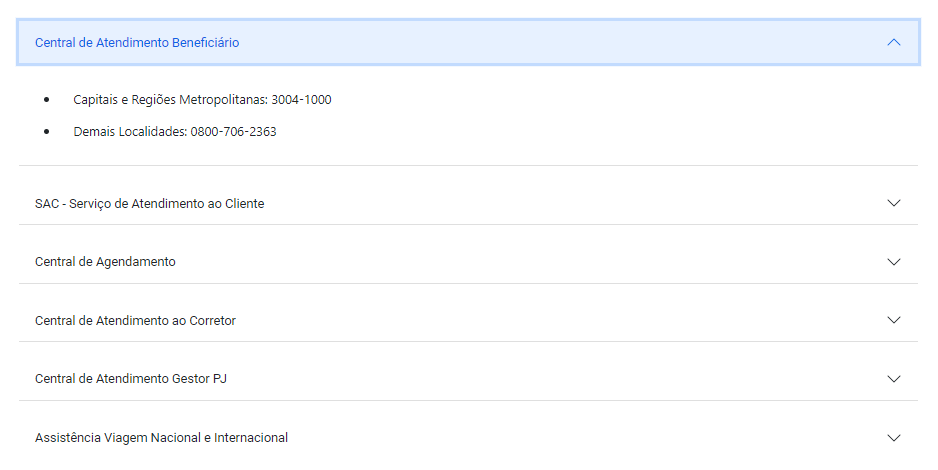 Central de Atendimento Beneficiário
Capitais e Regiões Metropolitanas: 3004-1000
Demais Localidades: 0800-706-2363
SAC - Serviço de Atendimento ao Cliente
Central de Agendamento
Central de Atendimento ao Corretor
Central de Atendimento Gestor PJ
Assistência Viagem Nacional e Internacional